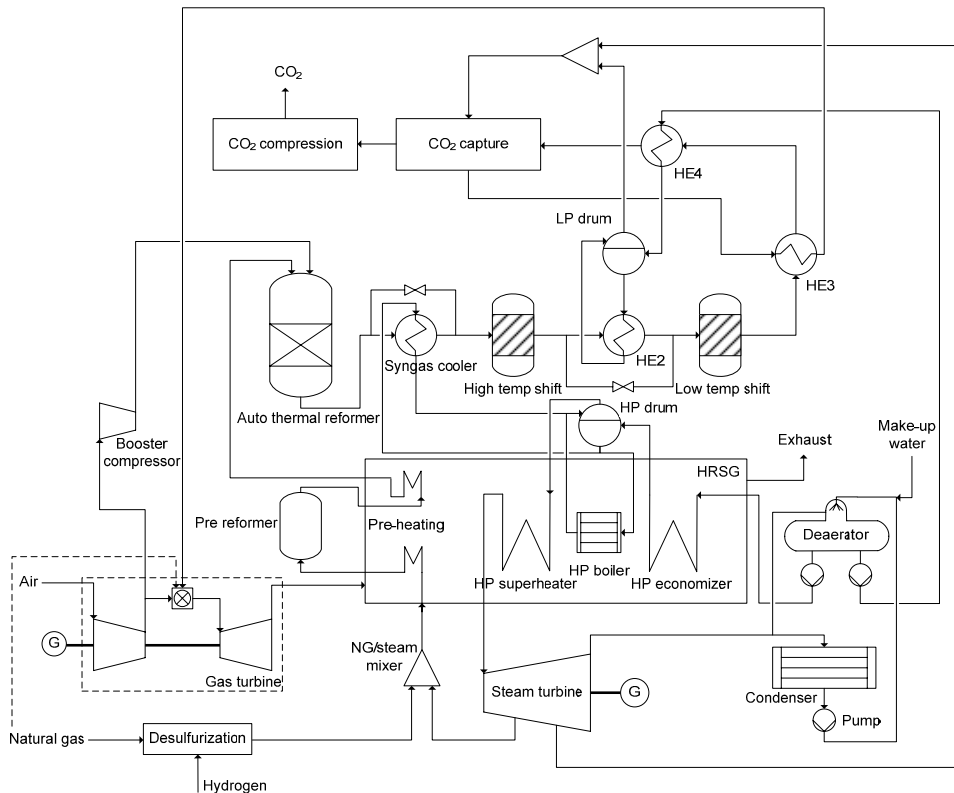 CO₂
CO₂ compression
CO₂ capture
HE4
LP drum
HE3
Syngas cooler
HE2
High temp shift
Low temp shift
Auto thermal reformer
HP drum
Booster
compressor
Exhaust
Make-up
water
HRSG
Pre reformer
Pre-heating
Deaerator
HP superheater
HP boiler
HP economizer
Air
G
Gas turbine
NG/steam
mixer
Steam turbine
G
Condenser
Pump
Natural gas
Desulfurization
Hydrogen